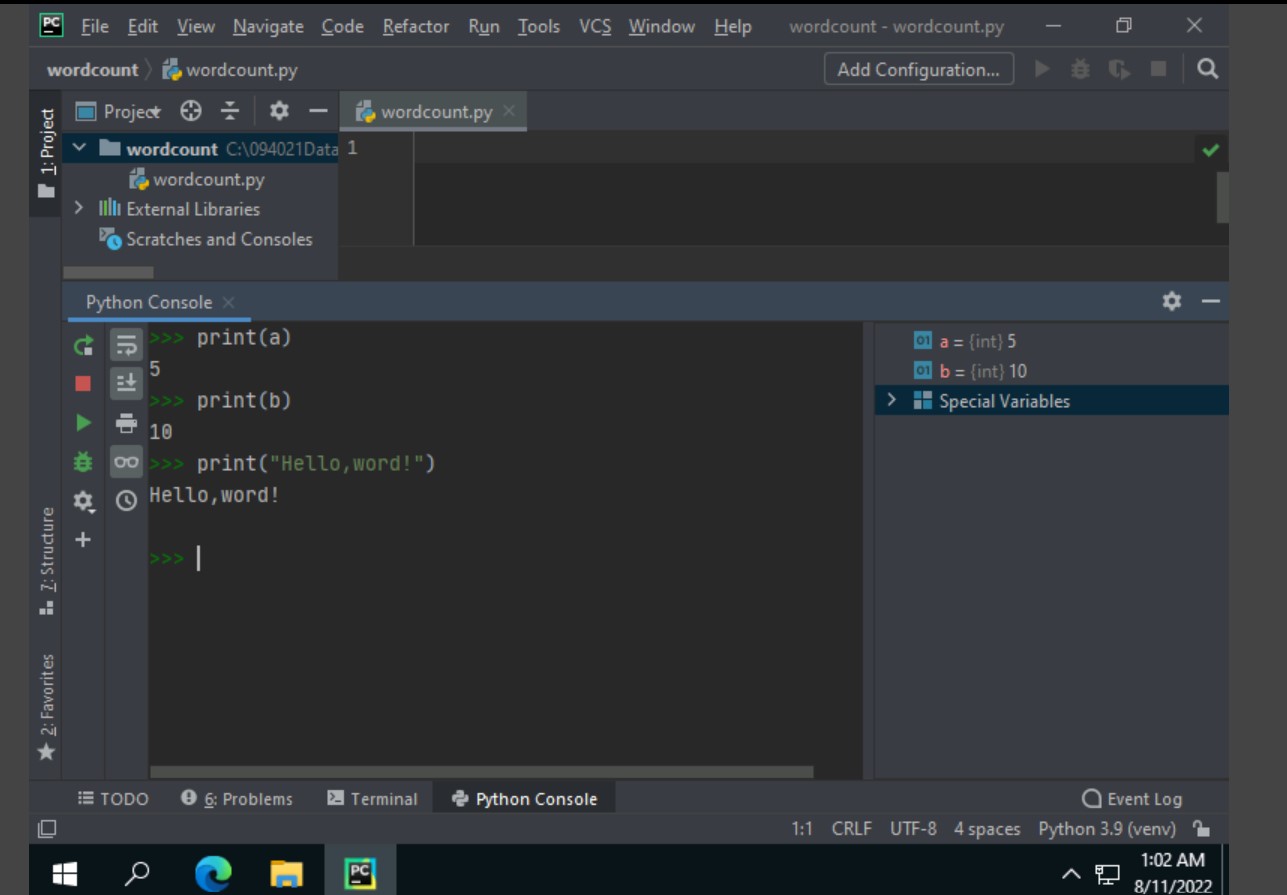 PC File Edit View Navigate Code Refactor Run Tools VCS Window Help wordcount - wordcount.py
wordcount wordcount.py Add Configuration...
1: Project
Project wordcount.py
wordcount C:\094021Data 1
wordcount.py
External Libraries
Scratches and Consoles
Python Console
>>> print(a)
5
>>> print(b)
10
>>> print("Hello,word!")
Hello,word!
>>>
01 a = {int} 5
01 b = {int} 10
Special Variables
7: Structure
2: Favorites
TODO 6: Problems Terminal Python Console Event Log
1:1 CRLF UTF-8 4 spaces Python 3.9 (venv)
PC 1:02 AM
8/11/2022